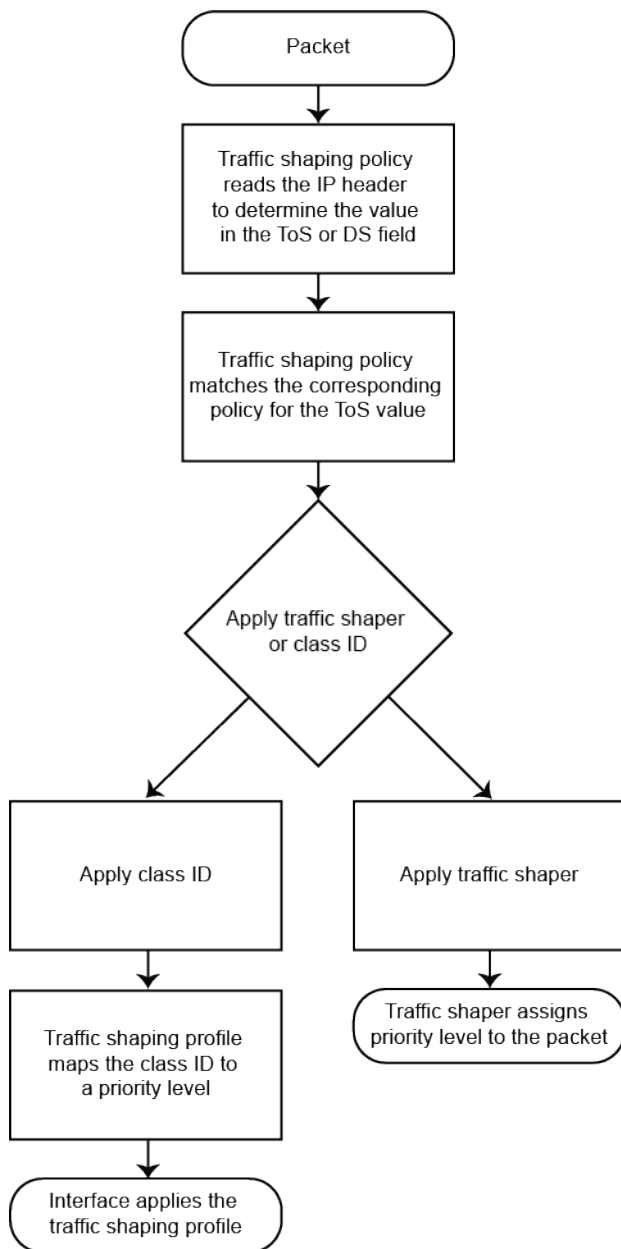 Packet
Traffic shaping policy
reads the IP header
to determine the value
in the ToS or DS field
Traffic shaping policy
matches the corresponding
policy for the ToS value
Apply traffic shaper
or class ID
Apply class ID
Apply traffic shaper
Traffic shaping profile
maps the class ID to
a priority level
Traffic shaper assigns
priority level to the packet
Interface applies the
traffic shaping profile